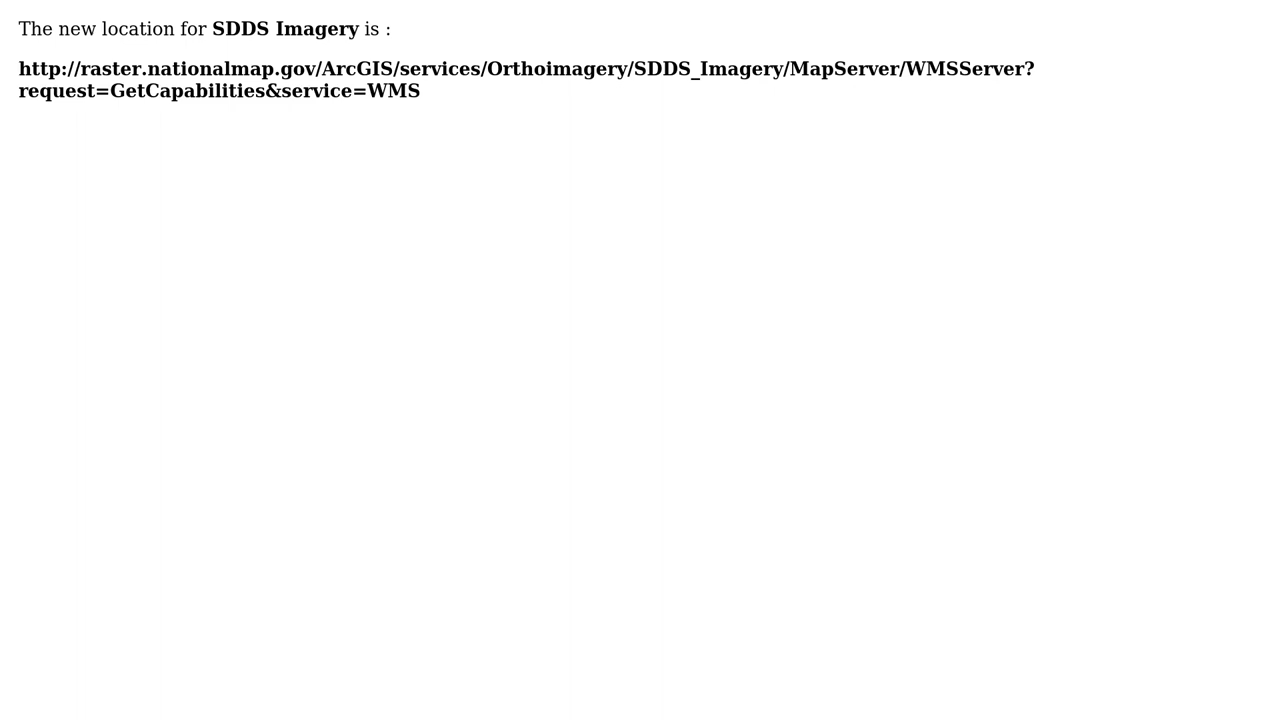 The new location for SDDS Imagery is :
http://raster.nationalmap.gov/ArcGIS/services/Orthoimagery/SDDS_Imagery/MapServer/WMSServer?
request=GetCapabilities&service=WMS